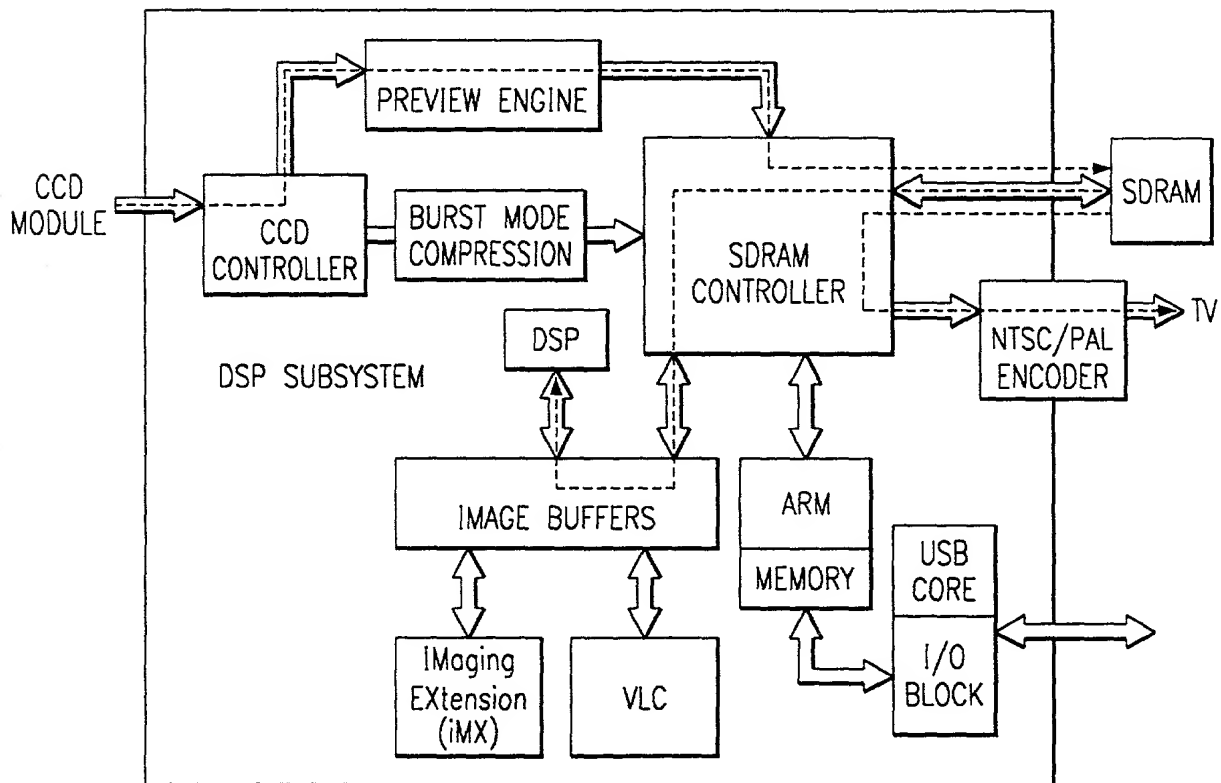 PREVIEW ENGINE
CCD
MODULE
CCD
CONTROLLER
BURST MODE
COMPRESSION
SDRAM
CONTROLLER
SDRAM
TV
NTSC/PAL
ENCODER
DSP
DSP SUBSYSTEM
IMAGE BUFFERS
ARM
MEMORY
USB
CORE
I/O
BLOCK
IMaging
EXtension
(iMX)
VLC